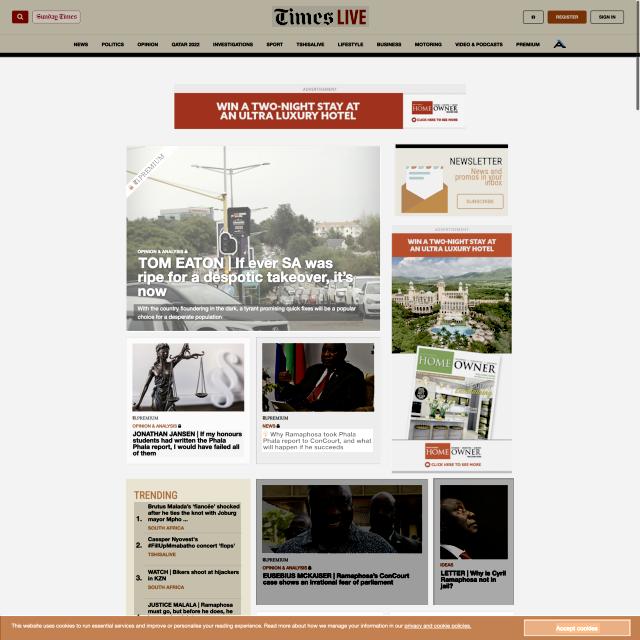 Sunday Times
Times LIVE
REGISTER
SIGN IN
NEWS POLITICS OPINION QATAR 2022 INVESTIGATIONS SPORT TSHISALIVE LIFESTYLE BUSINESS MOTORING VIDEO & PODCASTS PREMIUM
ADVERTISEMENT
WIN A TWO-NIGHT STAY AT
AN ULTRA LUXURY HOTEL
HOME OWNER
CLICK HERE TO SEE MORE
PREMIUM
OPINION & ANALYSIS
TOM EATON | If ever SA was
ripe for a despotic takeover, it's
now
With the country floundering in the dark, a tyrant promising quick fixes will be a popular
choice for a desperate population
NEWSLETTER
News and
promos in your
inbox
SUBSCRIBE
ADVERTISEMENT
WIN A TWO-NIGHT STAY AT
AN ULTRA LUXURY HOTEL
HOME OWNER
HOME OWNER
CLICK HERE TO SEE MORE
PREMIUM
OPINION & ANALYSIS
JONATHAN JANSEN | If my honours
students had written the Phala
Phala report, I would have failed all
of them
PREMIUM
NEWS
Why Ramaphosa took Phala
Phala report to ConCourt, and what
will happen if he succeeds
TRENDING
1. Brutus Malada's 'fiancée' shocked
after he ties the knot with Joburg
mayor Mpho ...
SOUTH AFRICA
2. Cassper Nyovest's
#FillUpMmabatho concert 'flops'
TSHISALIVE
3. WATCH | Bikers shoot at hijackers
in KZN
SOUTH AFRICA
JUSTICE MALALA | Ramaphosa
must go, but before he does, he
PREMIUM
OPINION & ANALYSIS
EUSEBIUS MCKAISER | Ramaphosa's ConCourt
case shows an irrational fear of parliament
IDEAS
LETTER | Why is Cyril
Ramaphosa not in
jail?
This website uses cookies to run essential services and improve or personalise your reading experience. Read more about how we manage your information in our privacy and cookie policies.
Accept cookies